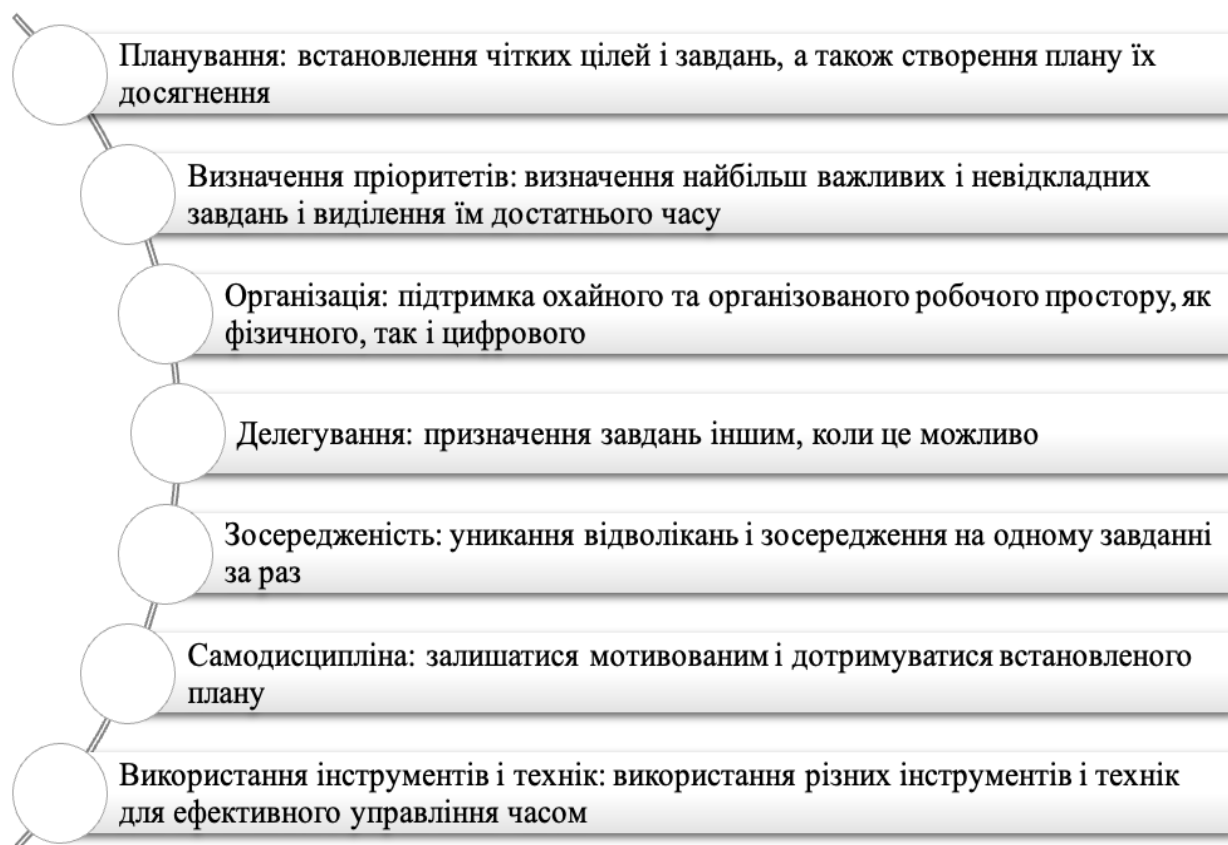 Планування: встановлення чітких цілей і завдань, а також створення плану їх
досягнення
Визначення пріоритетів: визначення найбільш важливих і невідкладних
завдань і виділення їм достатнього часу
Організація: підтримка охайного та організованого робочого простору, як
фізичного, так і цифрового
Делегування: призначення завдань іншим, коли це можливо
Зосередженість: уникання відволікань і зосередження на одному завданні
за раз
Самодисципліна: залишатися мотивованим і дотримуватися встановленого
плану
Використання інструментів і технік: використання різних інструментів і технік
для ефективного управління часом